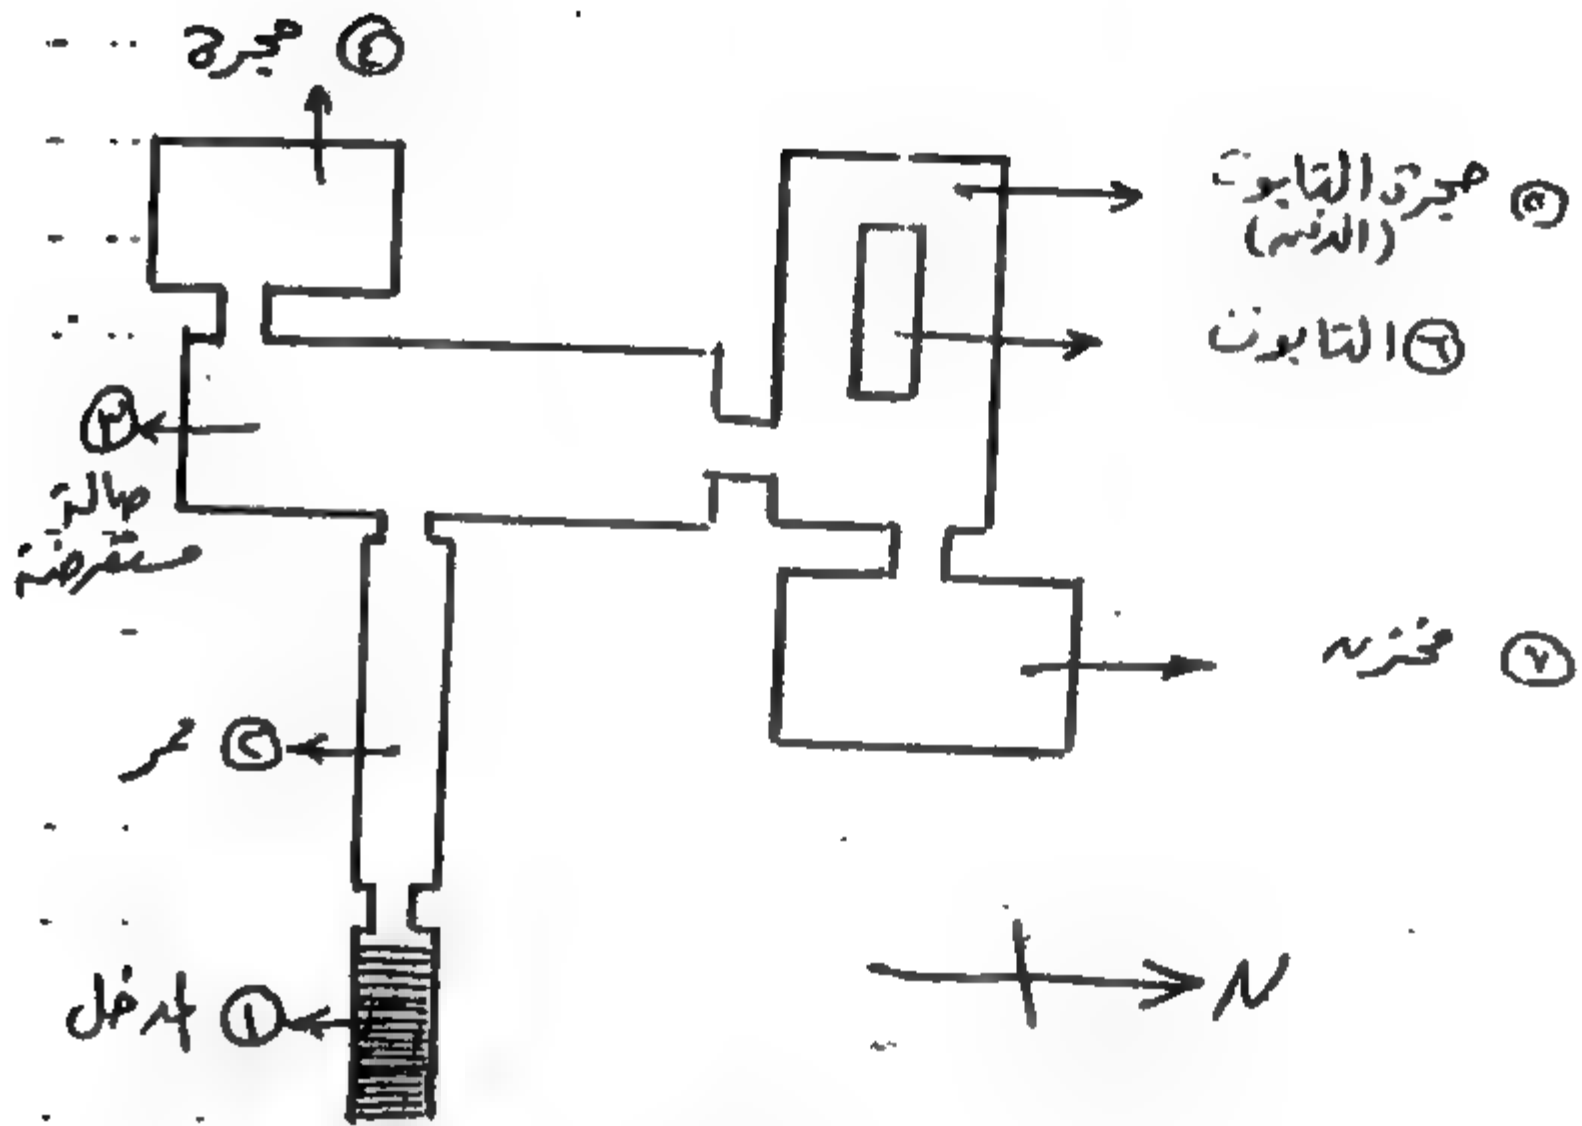 ④ حجرة
⑤ حجرة التابوت
(الدفن)
⑥ التابوت
③
صالة
مستعرضة
⑦ مخزن
② ممر
① المدخل
N